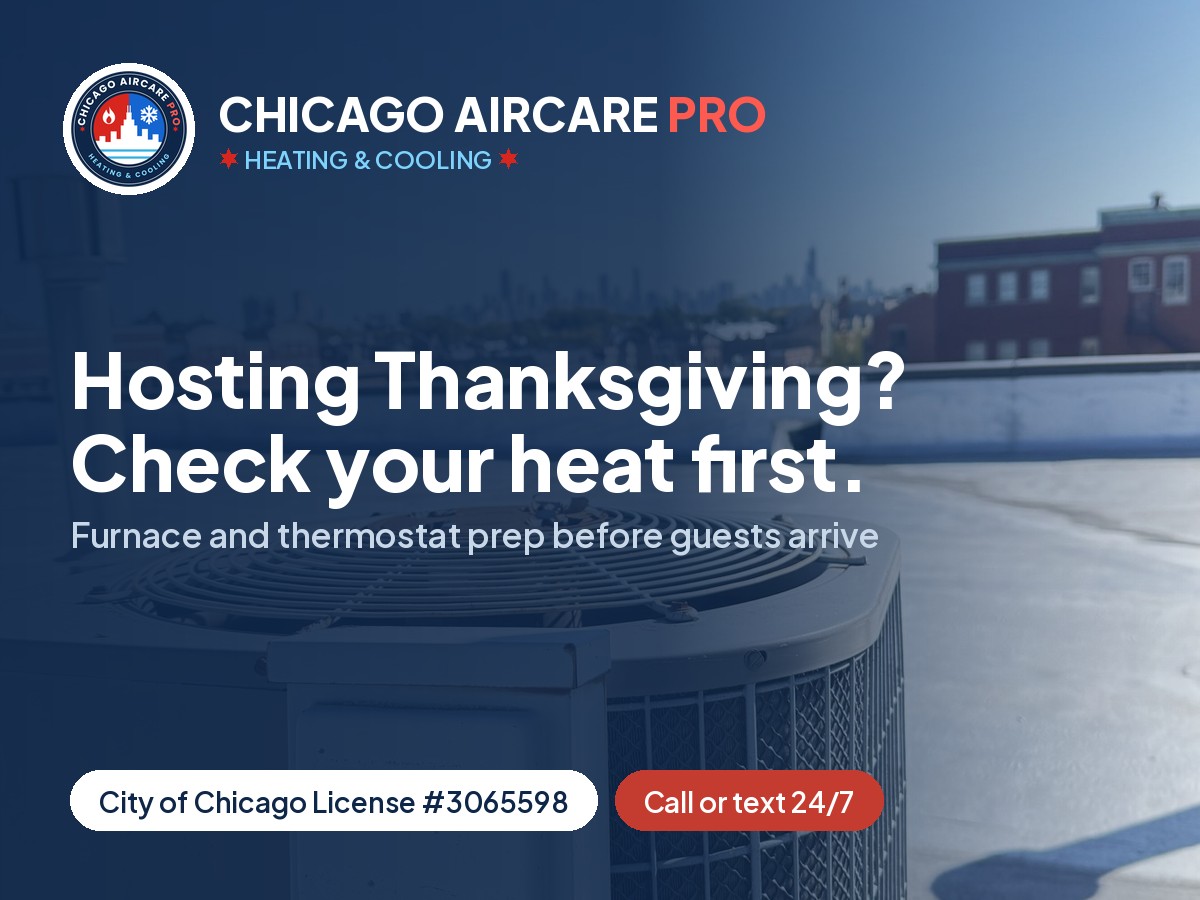 CHICAGO AIRCARE PRO
HEATING & COOLING
CHICAGO AIRCARE PRO
HEATING & COOLING
Hosting Thanksgiving?
Check your heat first.
Furnace and thermostat prep before guests arrive
City of Chicago License #3065598
Call or text 24/7